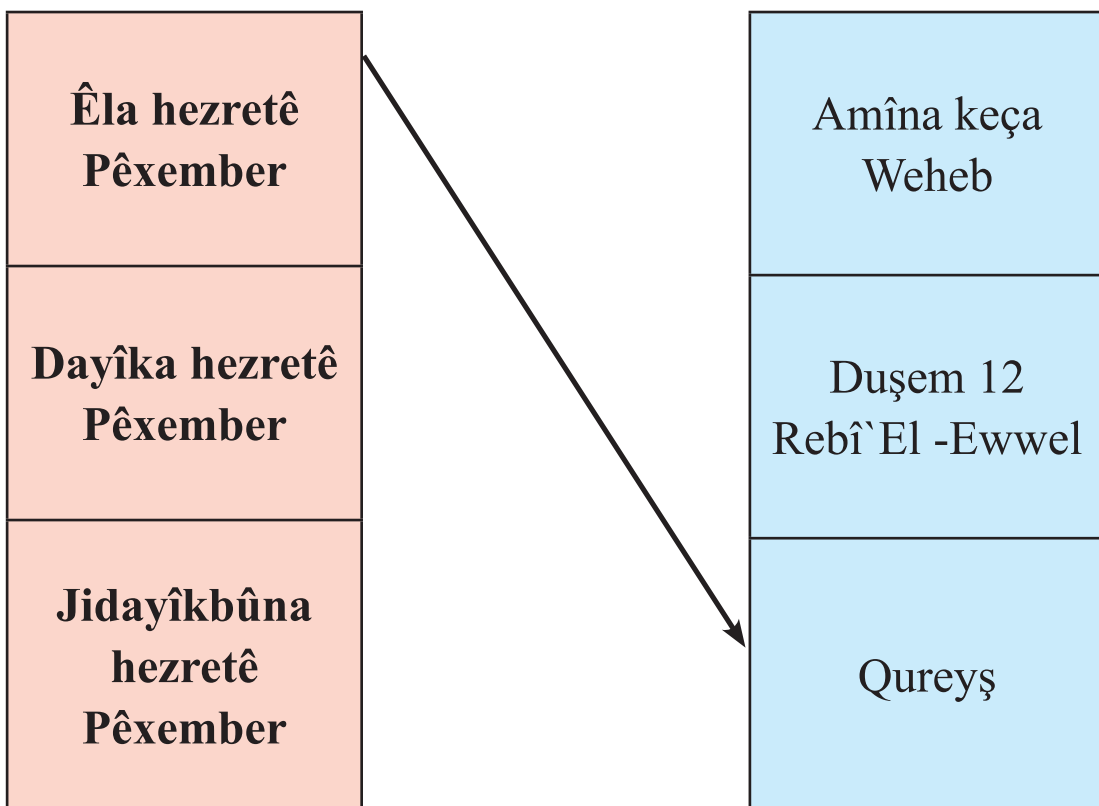 Êla hezretê
Pêxember
Dayîka hezretê
Pêxember
Jidayîkbûna
hezretê
Pêxember
Amîna keça
Weheb
Duşem 12
Rebî`El -Ewwel
Qureyş